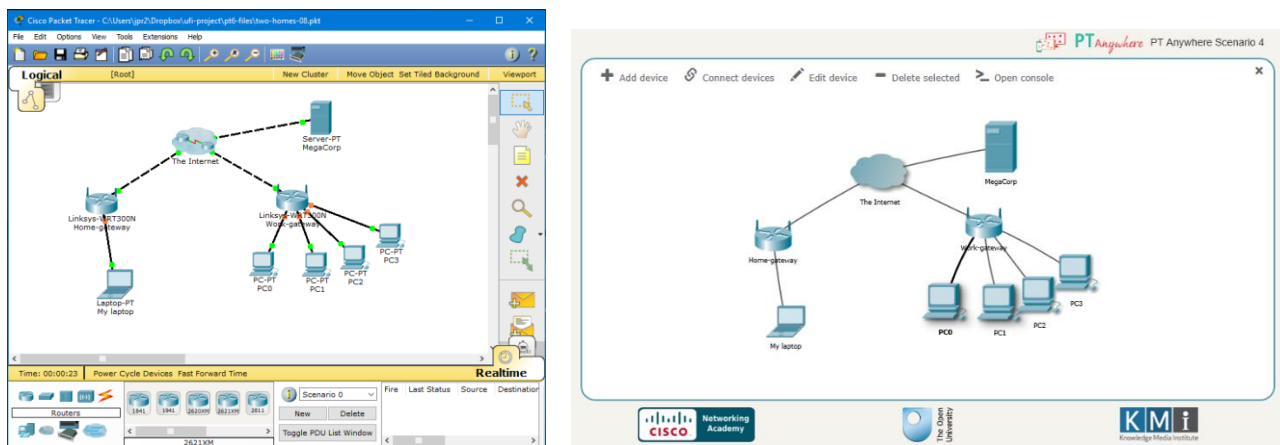 Cisco Packet Tracer - C:\Users\jpr2\Dropbox\ufi-project\pt6-files\two-homes-08.pkt
File Edit Options View Tools Extensions Help
Logical [Root] New Cluster Move Object Set Tiled Background Viewport
Server-PT
MegaCorp
The Internet
Linksys-WRT300N
Home-gateway
Linksys-WRT300N
Work-gateway
PC-PT
PC3
PC-PT
PC0
PC-PT
PC1
PC-PT
PC2
Laptop-PT
My laptop
Time: 00:00:23 Power Cycle Devices Fast Forward Time Realtime
Routers
1841 1941 2620XM 2621XM 2811
2621XM
Scenario 0
New Delete
Toggle PDU List Window
Fire Last Status Source Destination
PT Anywhere PT Anywhere Scenario 4
Add device Connect devices Edit device Delete selected Open console
MegaCorp
The Internet
Work-gateway
Home-gateway
PC3
PC2
PC0
PC1
My laptop
CISCO Networking Academy
The Open University
KMi
Knowledge Media Institute